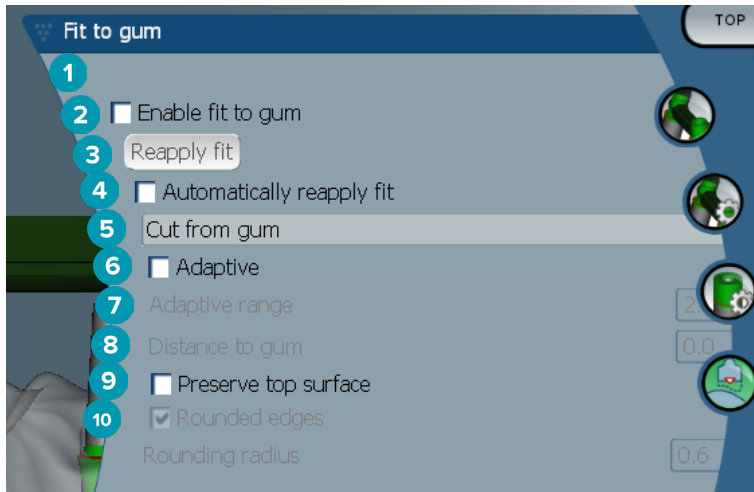 Fit to gum
TOP
1
2 Enable fit to gum
3 Reapply fit
4 Automatically reapply fit
5 Cut from gum
6 Adaptive
7 Adaptive range 2.
8 Distance to gum 0.0
9 Preserve top surface
10 Rounded edges
Rounding radius 0.6